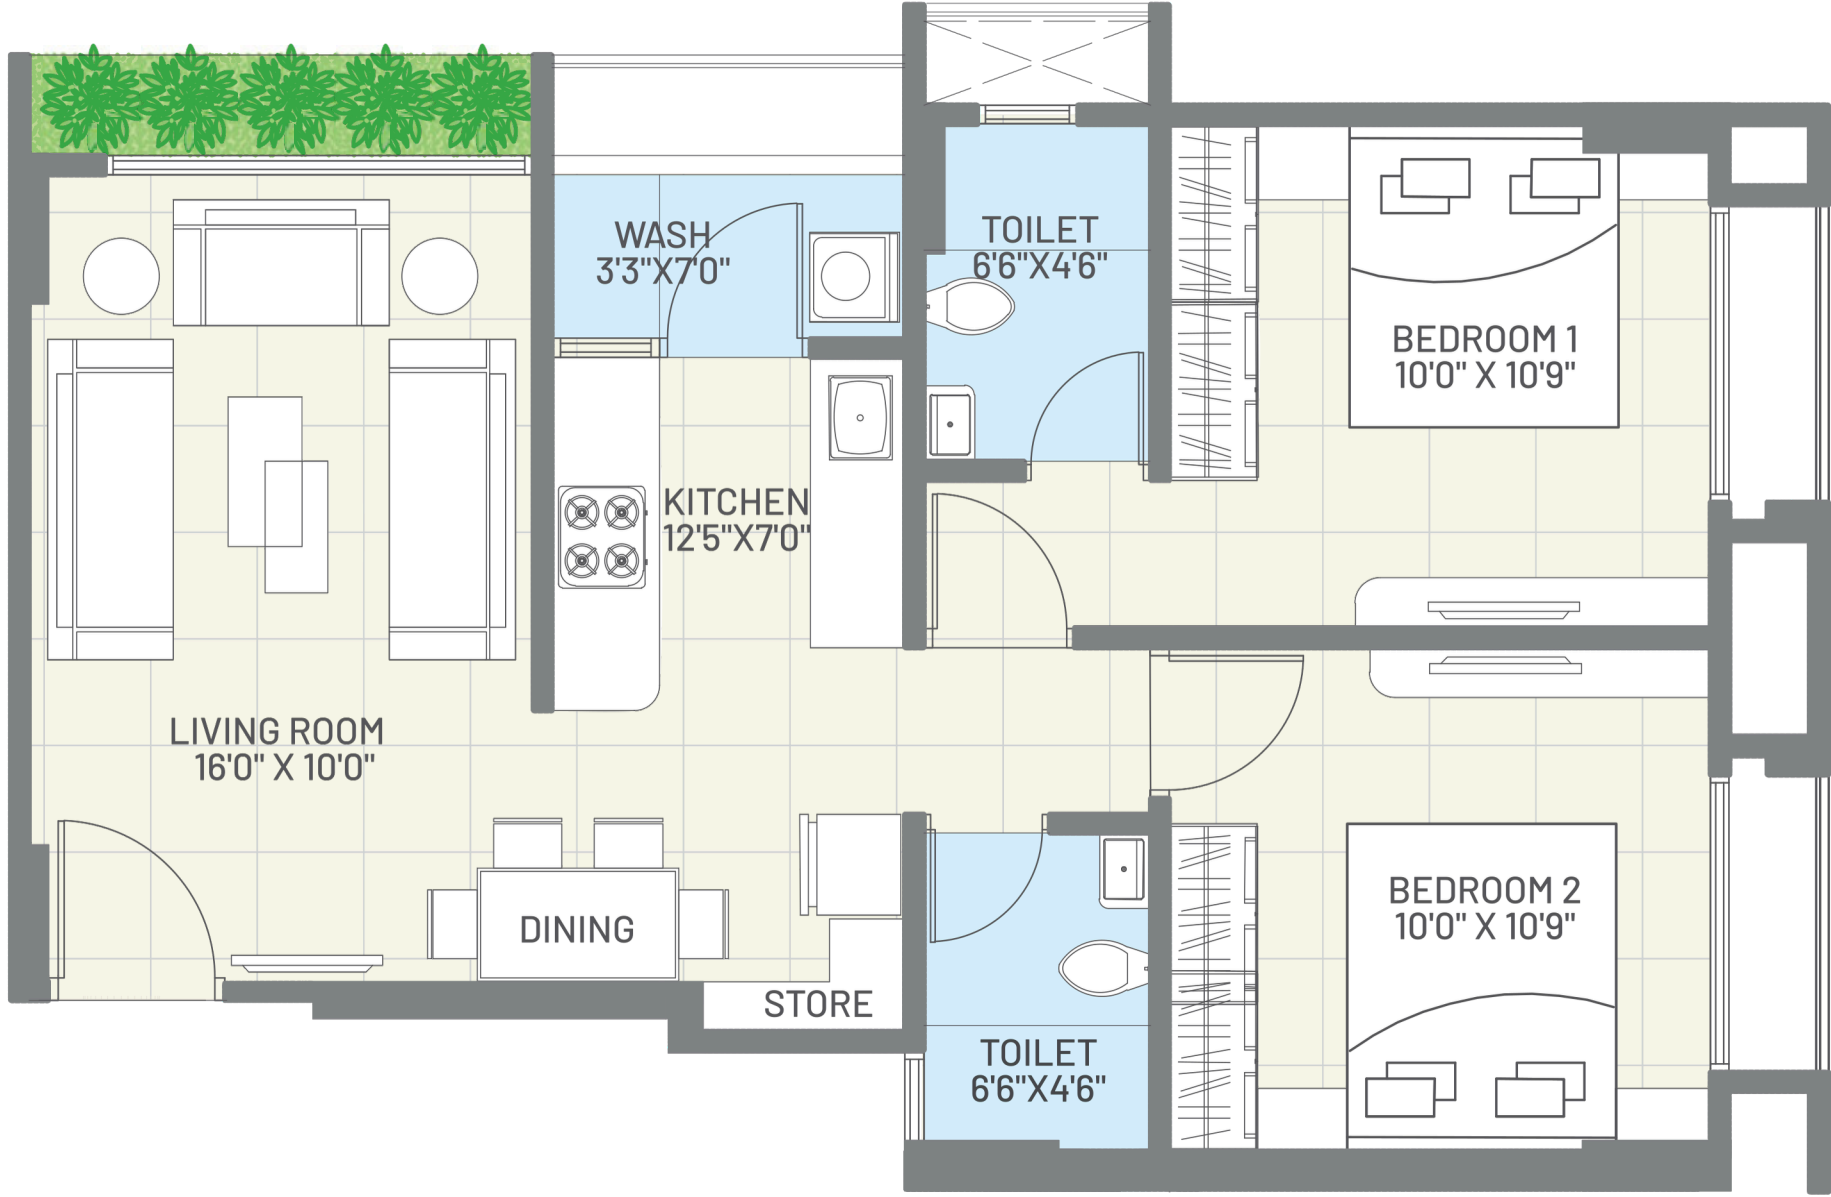 WASH
3'3"X7'0"
TOILET
6'6"X4'6"
BEDROOM 1
10'0" X 10'9"
KITCHEN
12'5"X7'0"
LIVING ROOM
16'0" X 10'0"
BEDROOM 2
10'0" X 10'9"
DINING
STORE
TOILET
6'6"X4'6"